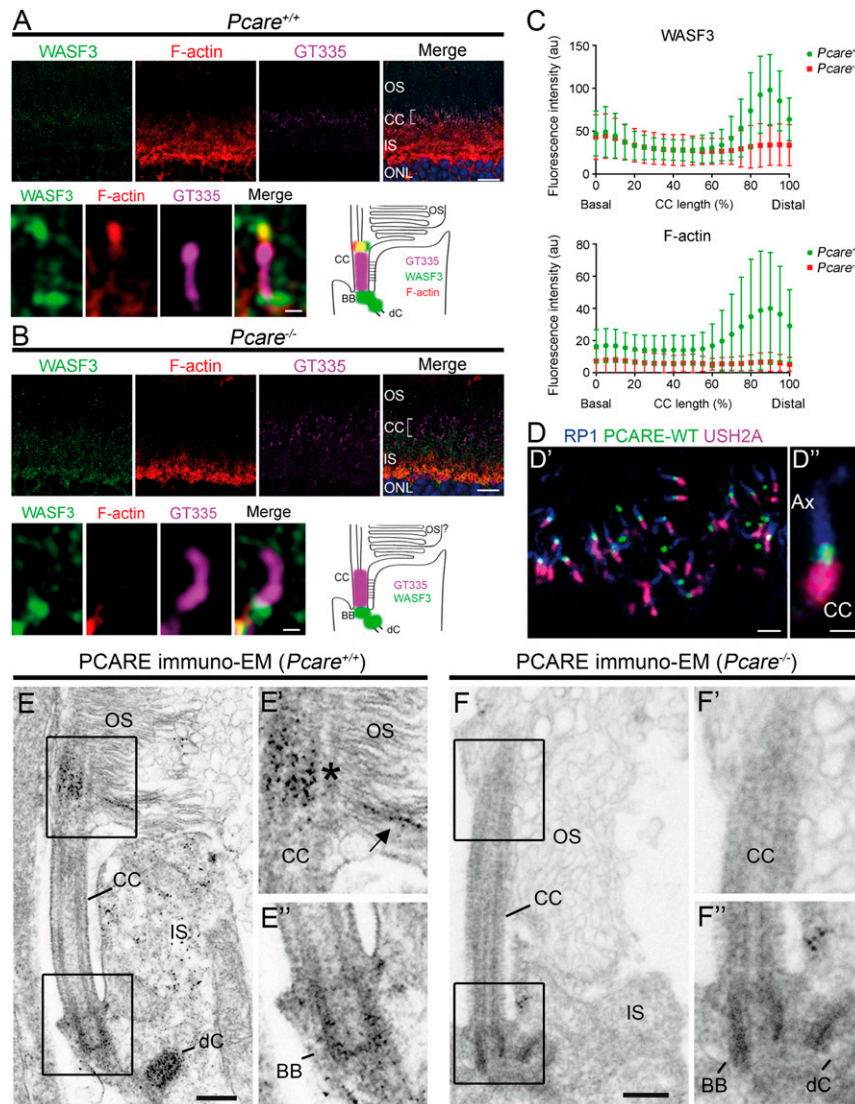 A
Pcare+/+
WASF3 F-actin GT335 Merge
OS
CC
IS
ONL
WASF3 F-actin GT335 Merge
OS
CC
GT335
WASF3
F-actin
BB
dC
B
Pcare-/-
WASF3 F-actin GT335 Merge
OS
CC
IS
ONL
WASF3 F-actin GT335 Merge
OS ?
CC
GT335
WASF3
BB
dC
C
WASF3
Fluorescence intensity (au)
150
100
50
0
0 20 40 60 80 100
Basal CC length (%) Distal
Pcare+
Pcare-
F-actin
Fluorescence intensity (au)
80
60
40
20
0
0 20 40 60 80 100
Basal CC length (%) Distal
Pcare+
Pcare-
D RP1 PCARE-WT USH2A
D' D''
Ax
CC
PCARE immuno-EM (Pcare+/+)
E
OS
CC
IS
dC
E'
OS
*
CC
E''
BB
PCARE immuno-EM (Pcare-/-)
F
OS
CC
IS
F'
CC
F''
BB dC